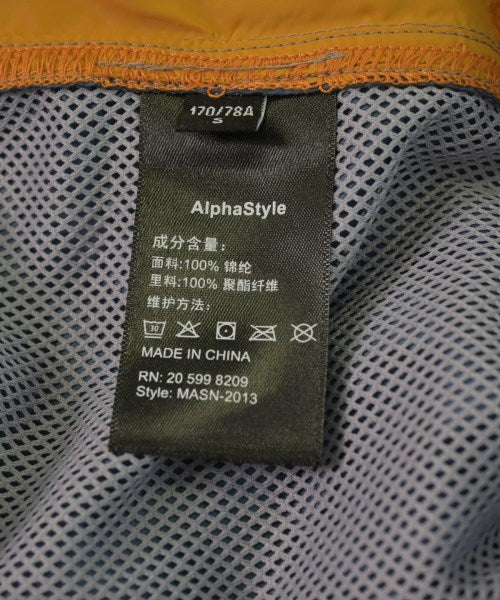 170/78A
S
AlphaStyle
成分含量:
面料:100% 锦纶
里料:100% 聚酯纤维
维护方法:
30
MADE IN CHINA
RN: 20 599 8209
Style: MASN-2013